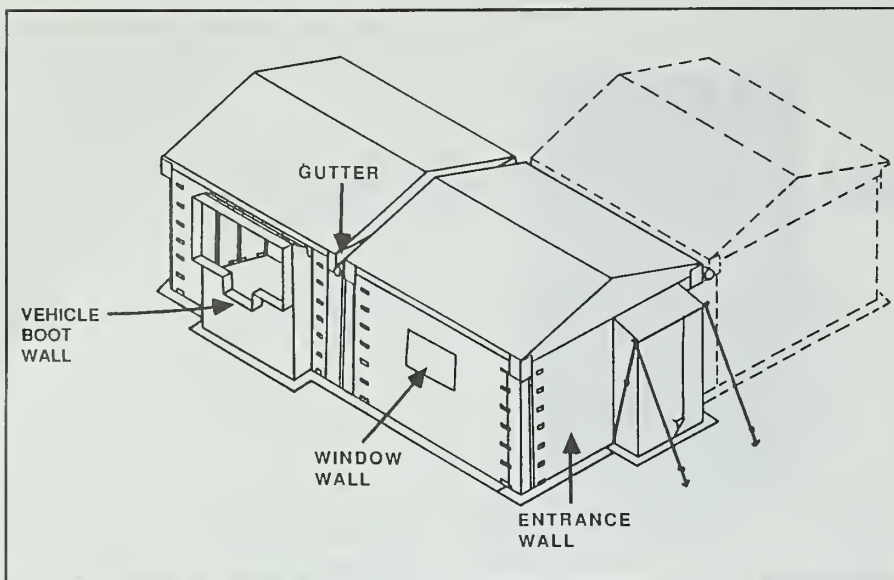 GUTTER
VEHICLE
BOOT
WALL
WINDOW
WALL
ENTRANCE
WALL